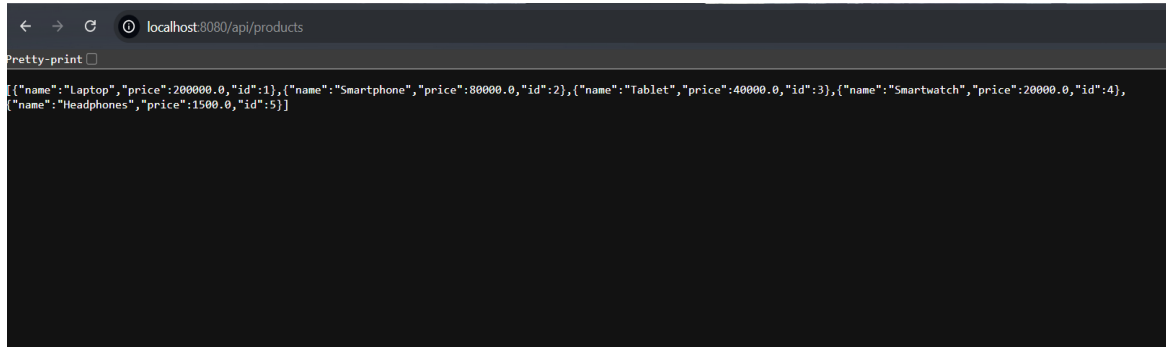 localhost:8080/api/products
Pretty-print
[{"name":"Laptop","price":200000.0,"id":1},{"name":"Smartphone","price":80000.0,"id":2},{"name":"Tablet","price":40000.0,"id":3},{"name":"Smartwatch","price":20000.0,"id":4},
{"name":"Headphones","price":1500.0,"id":5}]